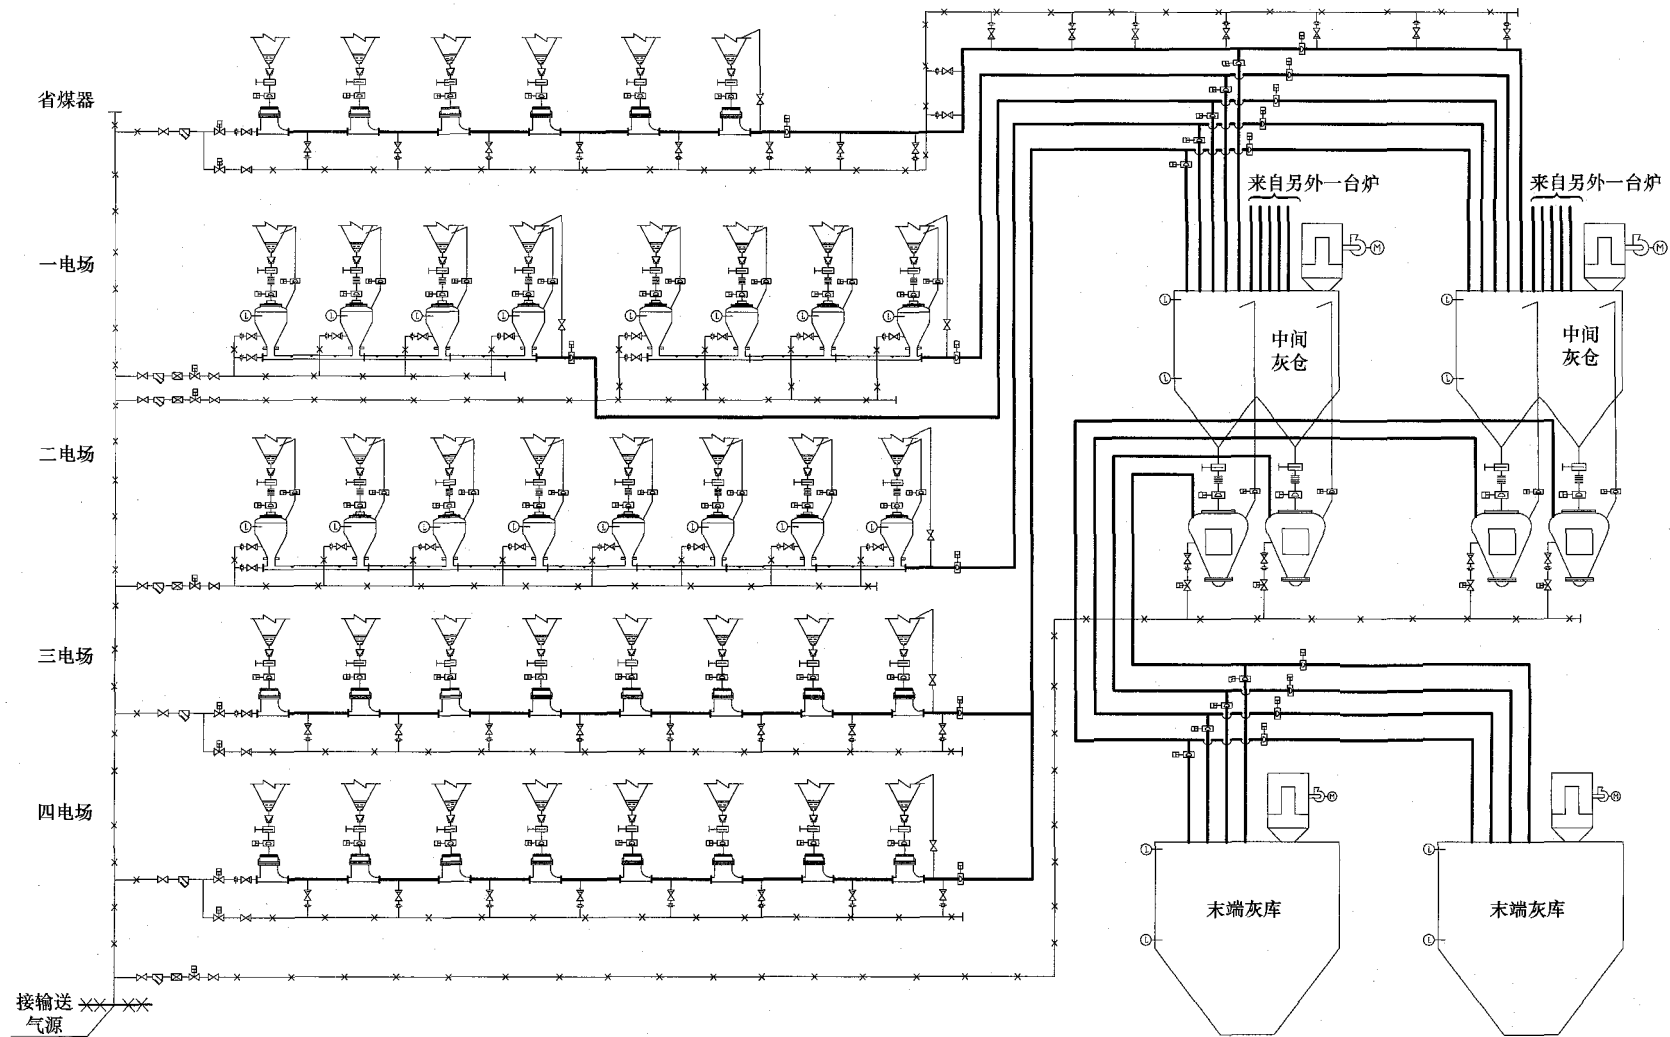 省煤器
来自另外一台炉
来自另外一台炉
M
M
一电场
中间
灰仓
中间
灰仓
二电场
三电场
四电场
M
M
末端灰库
末端灰库
接输送
气源